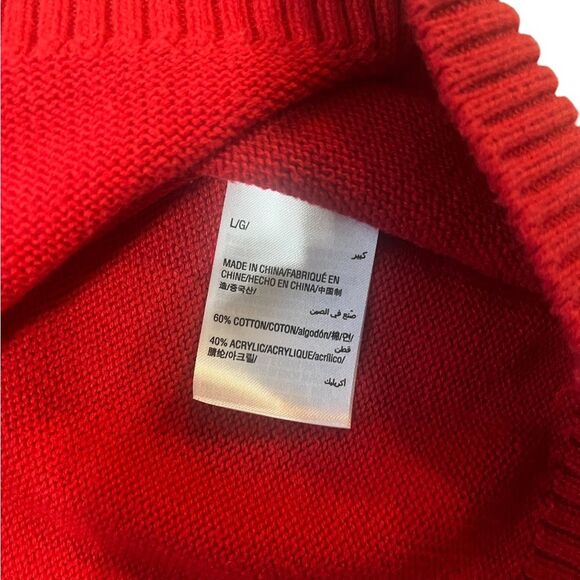 L/G/
كبير
MADE IN CHINA/FABRIQUÉ EN
CHINE/HECHO EN CHINA/中国制
造/중국산/
صُنع في الصين
60% COTTON/COTON/algodón/棉/면/
قطن
40% ACRYLIC/ACRYLIQUE/acrílico/
腈纶/아크릴/
أكريليك